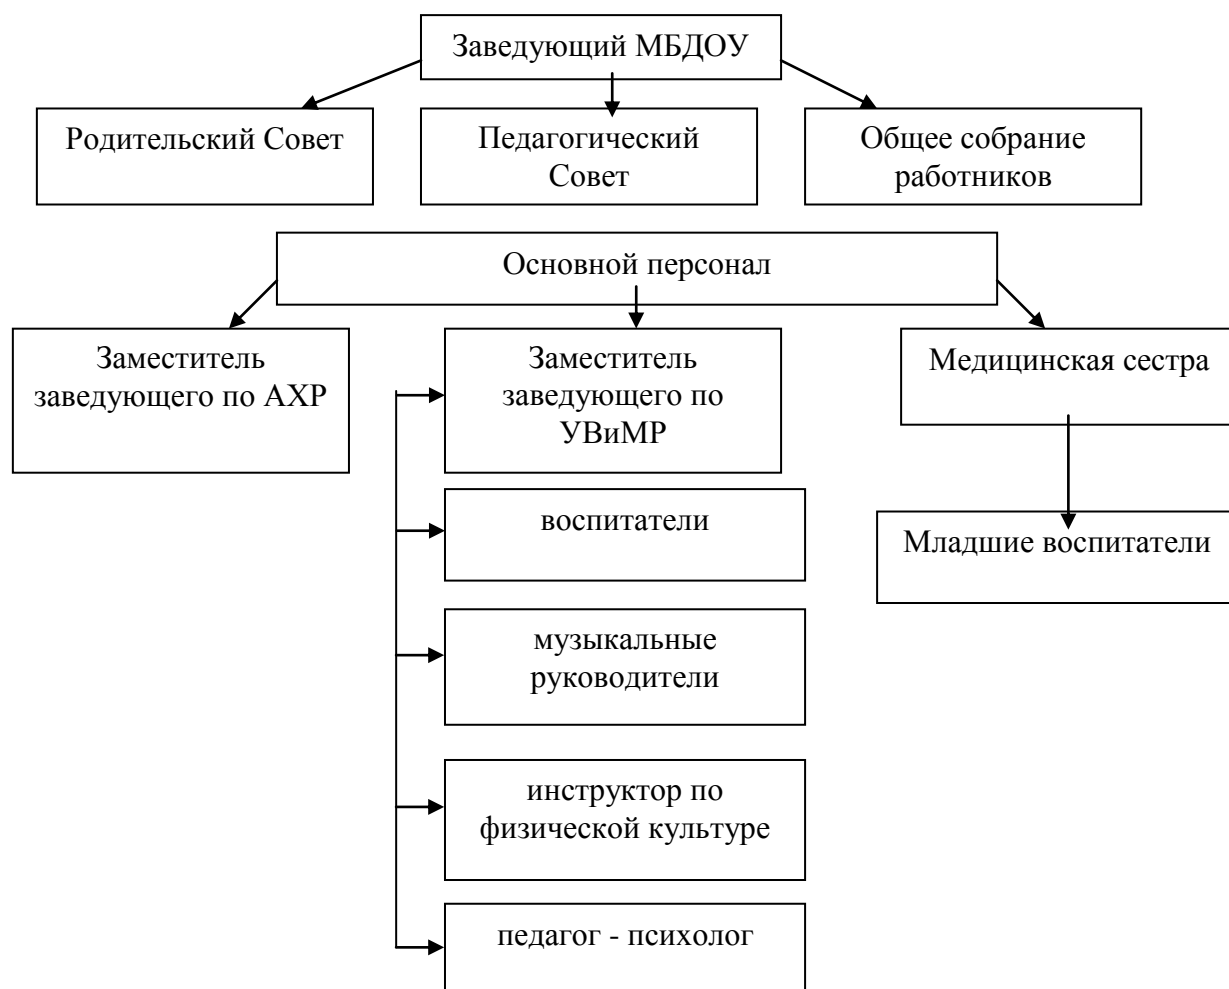 Заведующий МБДОУ
Родительский Совет
Педагогический
Совет
Общее собрание
работников
Основной персонал
Заместитель
заведующего по АХР
Заместитель
заведующего по
УВиМР
Медицинская сестра
воспитатели
Младшие воспитатели
музыкальные
руководители
инструктор по
физической культуре
педагог - психолог